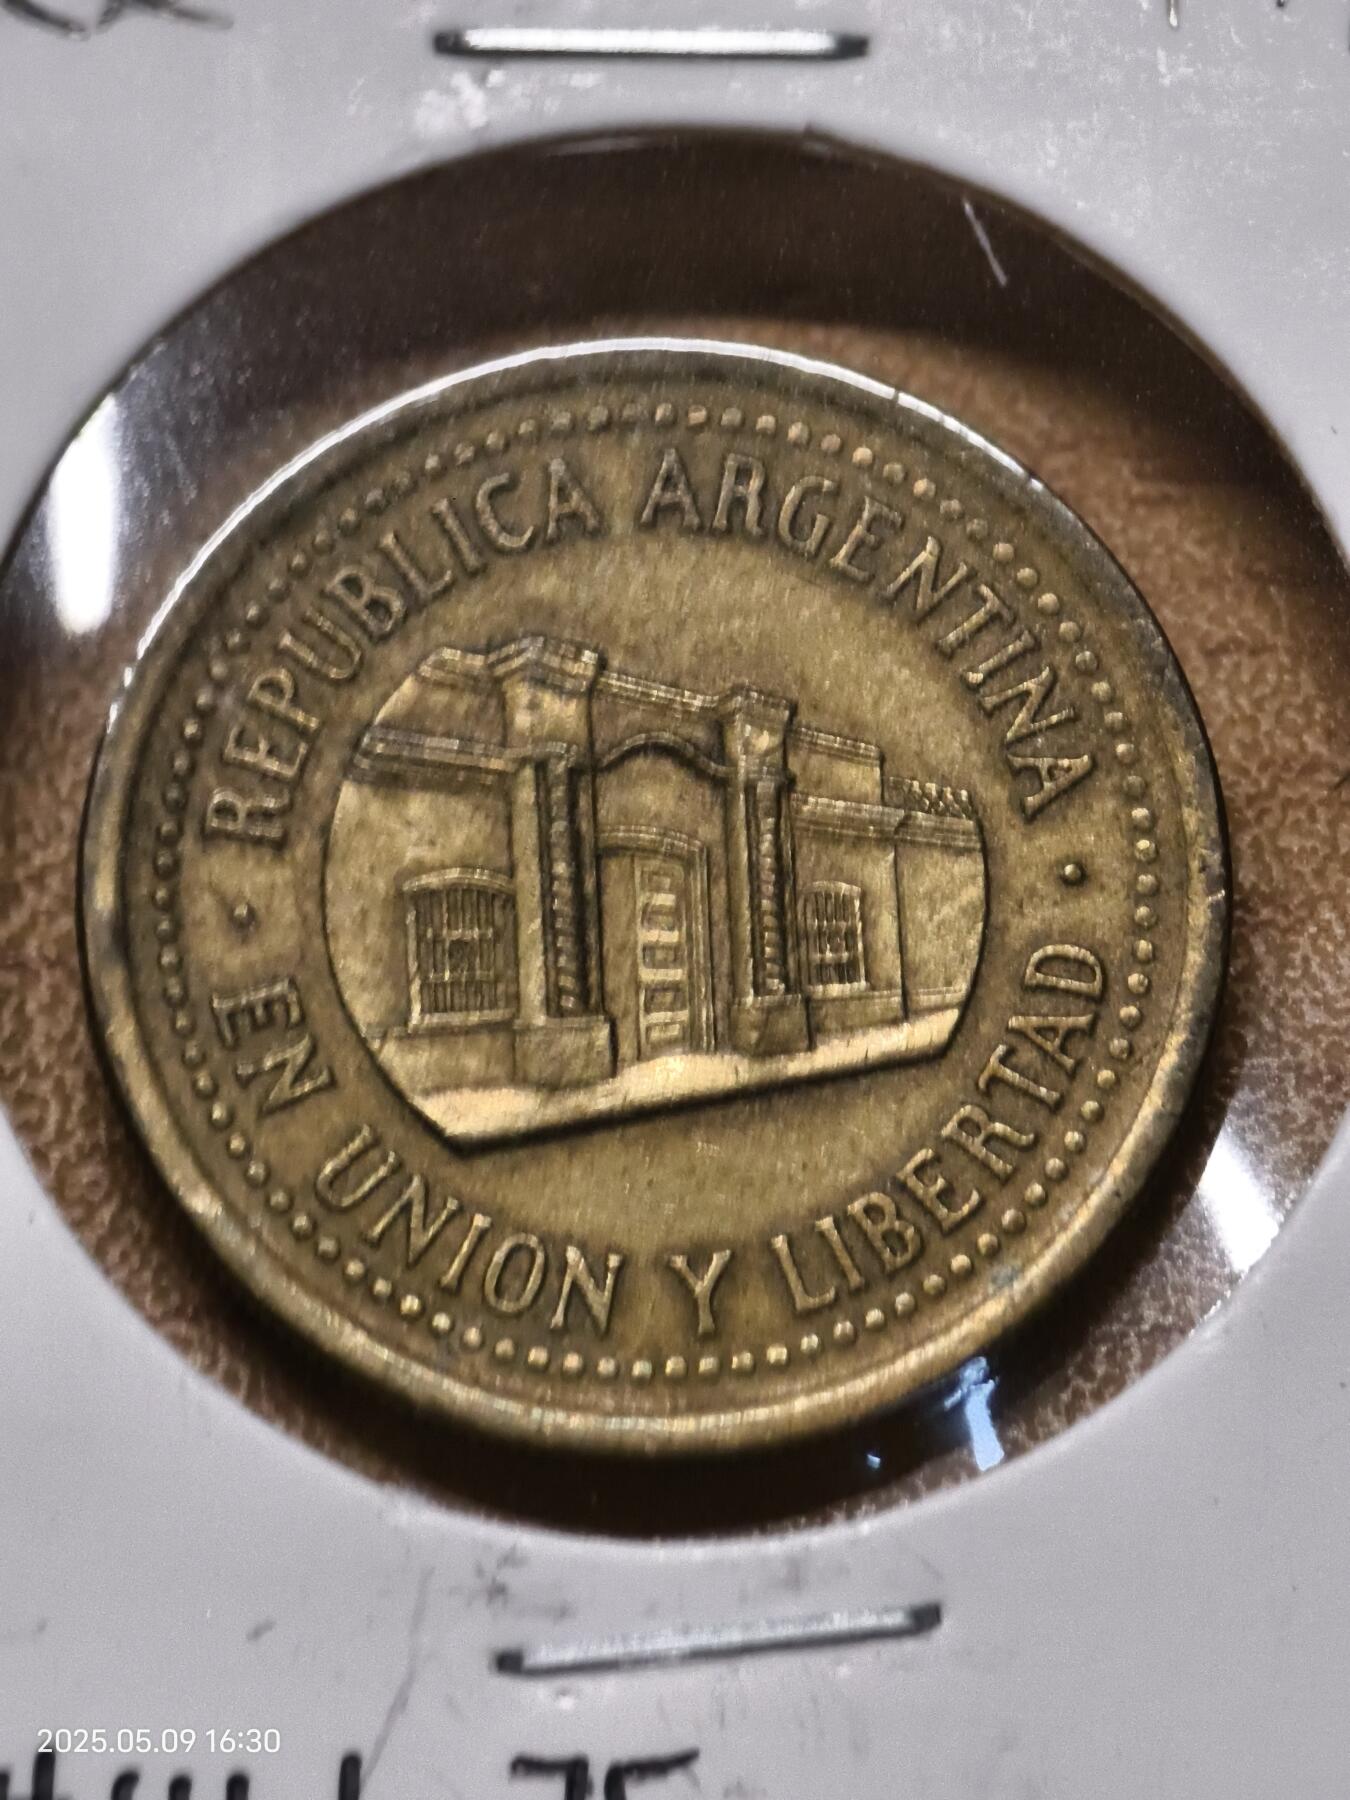 REPUBLICA ARGENTINA
EN UNION Y LIBERTAD
2025.05.09 16:30